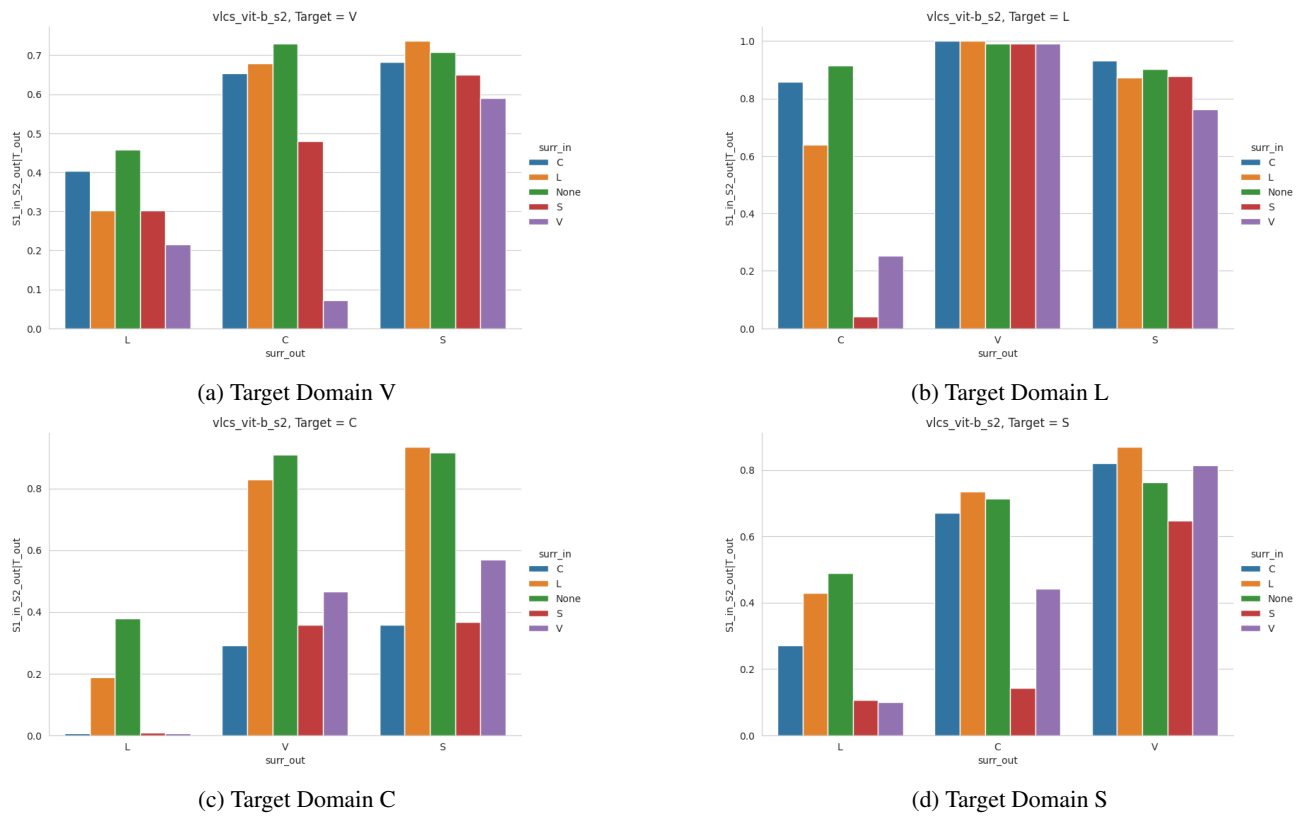 vlcs_vit-b_s2, Target = V
S1_in_S2_out|T_out
0.7
0.6
0.5
0.4
0.3
0.2
0.1
0.0
L C S
surr_out
surr_in
C
L
None
S
V
(a) Target Domain V
vlcs_vit-b_s2, Target = L
S1_in_S2_out|T_out
1.0
0.8
0.6
0.4
0.2
0.0
C V S
surr_out
surr_in
C
L
None
S
V
(b) Target Domain L
vlcs_vit-b_s2, Target = C
S1_in_S2_out|T_out
0.8
0.6
0.4
0.2
0.0
L V S
surr_out
surr_in
C
L
None
S
V
(c) Target Domain C
vlcs_vit-b_s2, Target = S
S1_in_S2_out|T_out
0.8
0.6
0.4
0.2
0.0
L C V
surr_out
surr_in
C
L
None
S
V
(d) Target Domain S